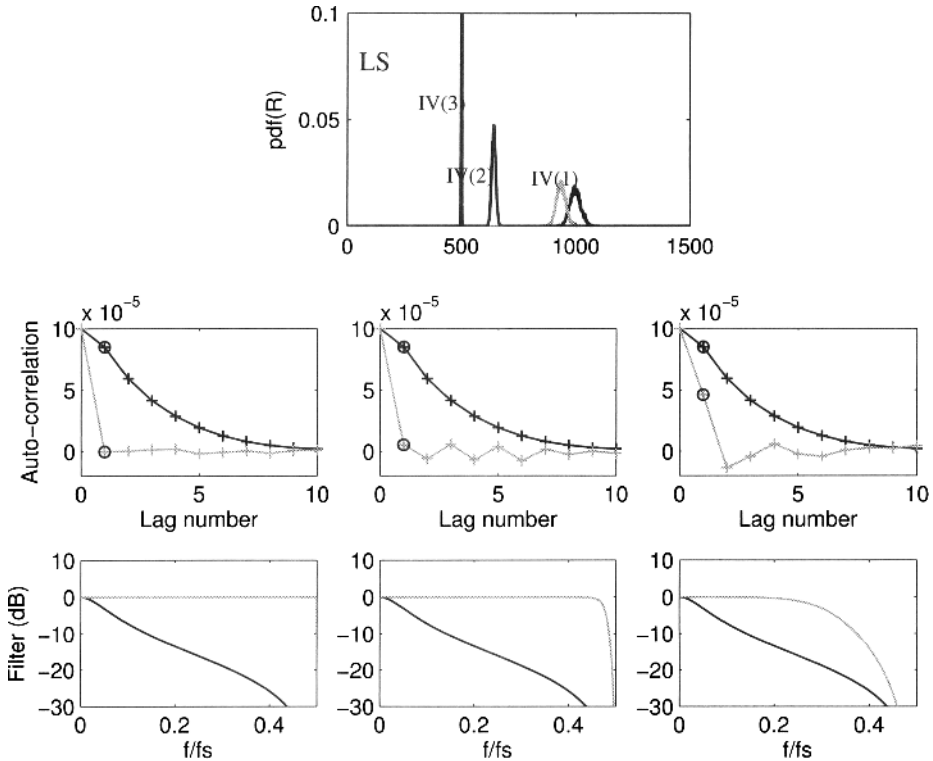 0.1
LS
IV(3)
0.05
IV(2)
IV(1)
pdf(R)
0
0 500 1000 1500
x 10^-5 x 10^-5 x 10^-5
10 10 10
5 5 5
0 0 0
Auto-correlation
0 5 10 0 5 10 0 5 10
Lag number Lag number Lag number
10 10 10
0 0 0
−10 −10 −10
−20 −20 −20
−30 −30 −30
Filter (dB)
0 0.2 0.4 0 0.2 0.4 0 0.2 0.4
f/fs f/fs f/fs